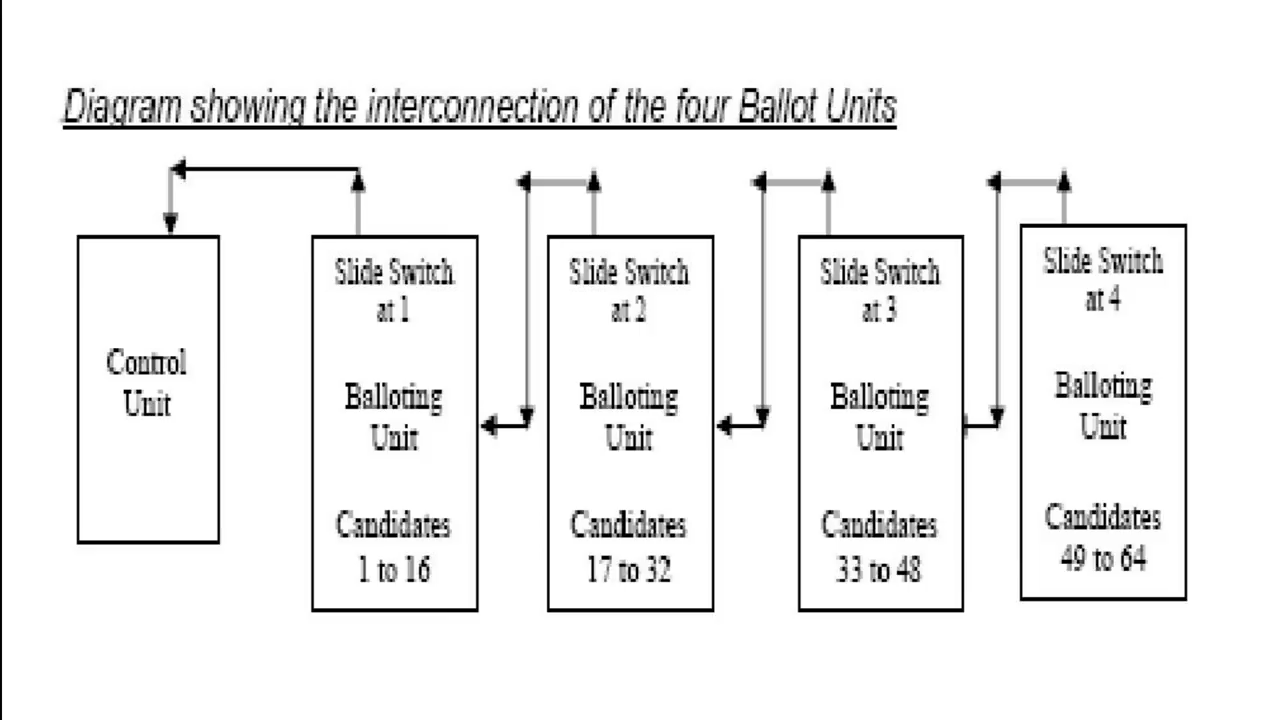 Diagram showing the interconnection of the four Ballot Units
Control
Unit
Slide Switch
at 1
Balloting
Unit
Candidates
1 to 16
Slide Switch
at 2
Balloting
Unit
Candidates
17 to 32
Slide Switch
at 3
Balloting
Unit
Candidates
33 to 48
Slide Switch
at 4
Balloting
Unit
Candidates
49 to 64